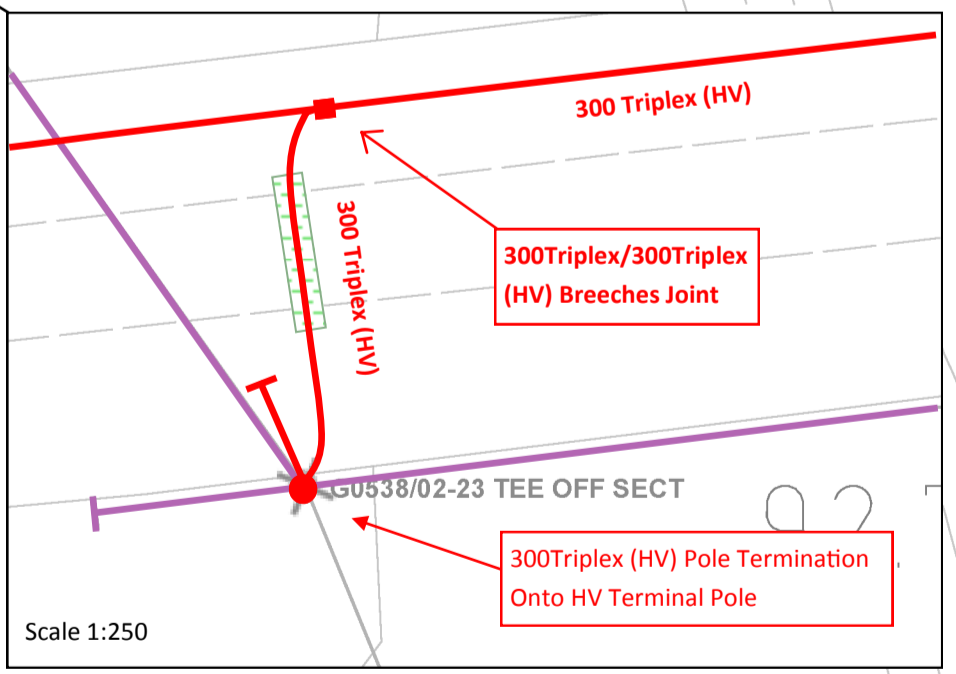 300 Triplex (HV)
300 Triplex (HV)
300Triplex/300Triplex
(HV) Breeches Joint
G0538/02-23 TEE OFF SECT
300Triplex (HV) Pole Termination
Onto HV Terminal Pole
Scale 1:250